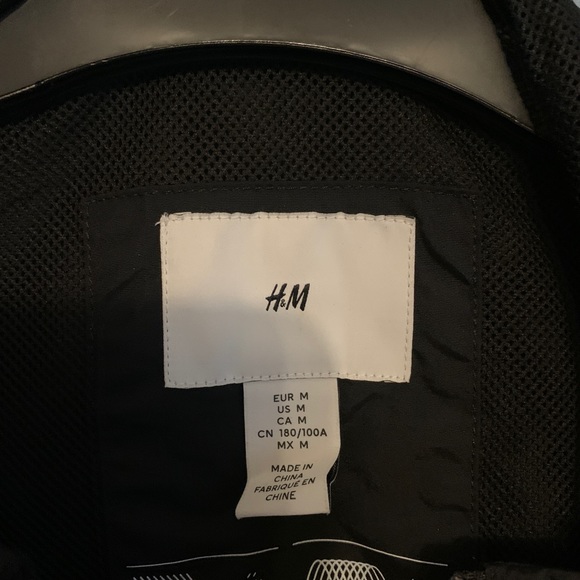 H&M
EUR M
US M
CA M
CN 180/100A
MX M
MADE IN
CHINA
FABRIQUE EN
CHINE